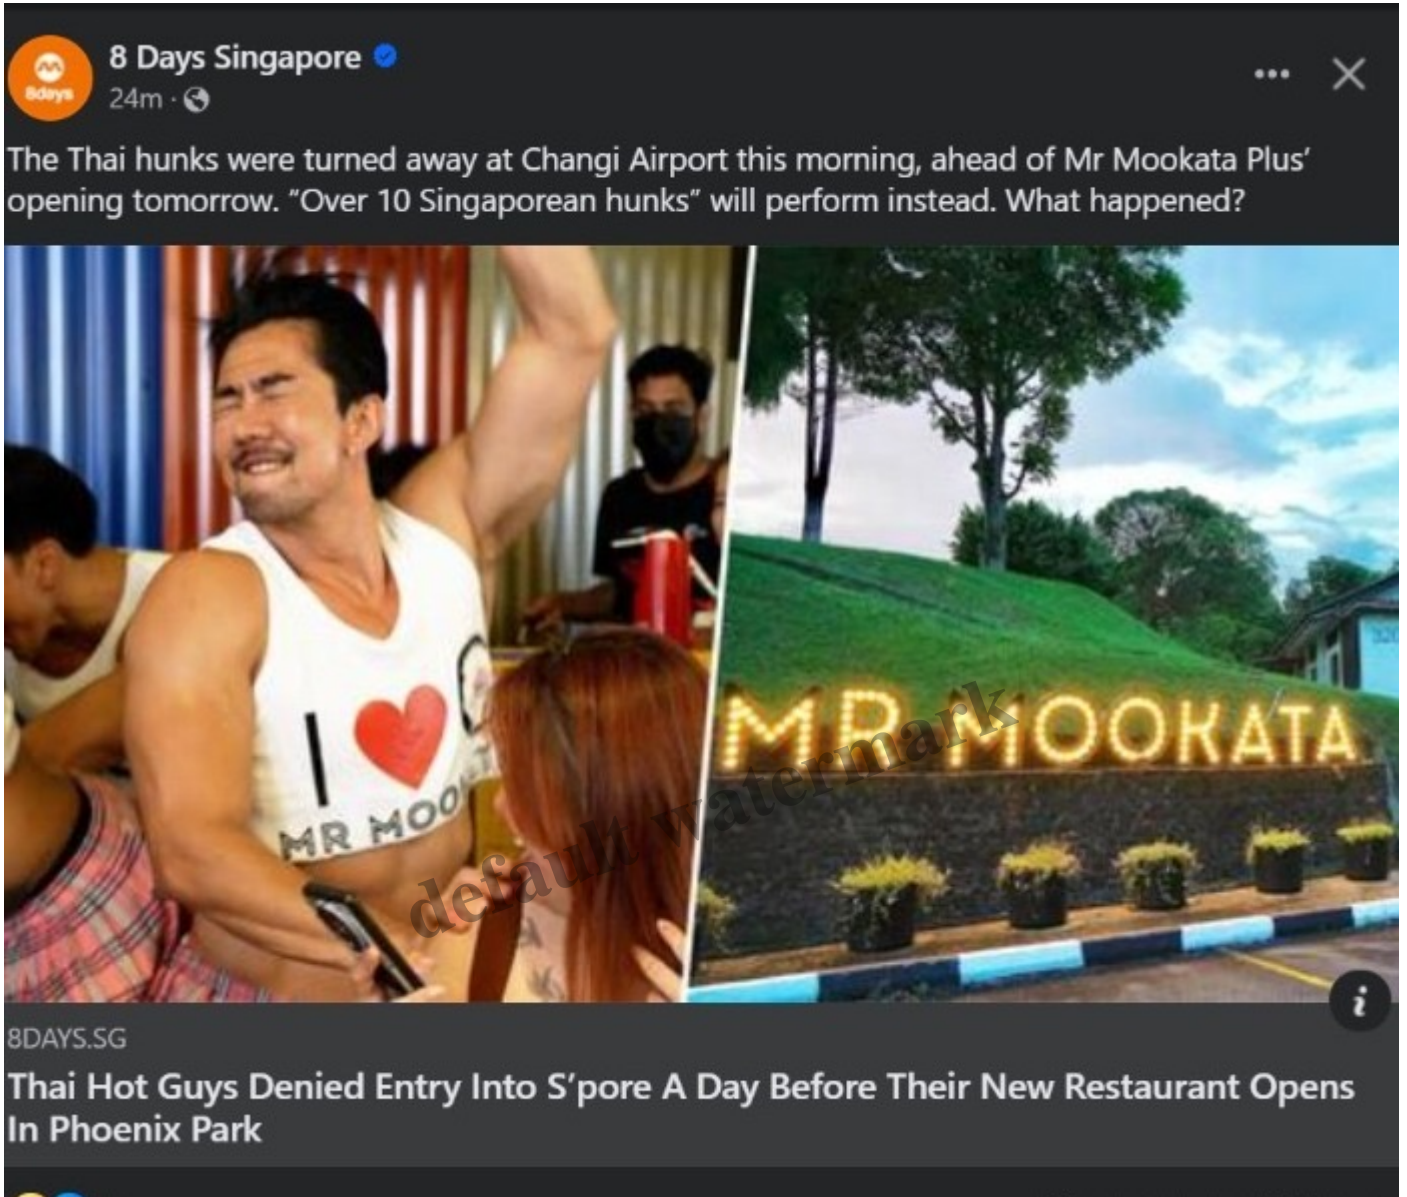 8 Days Singapore
8days
24m ·
The Thai hunks were turned away at Changi Airport this morning, ahead of Mr Mookata Plus’
opening tomorrow. “Over 10 Singaporean hunks” will perform instead. What happened?
I
MR MOO
MR MOOKATA
default watermark
i
8DAYS.SG
Thai Hot Guys Denied Entry Into S’pore A Day Before Their New Restaurant Opens
In Phoenix Park